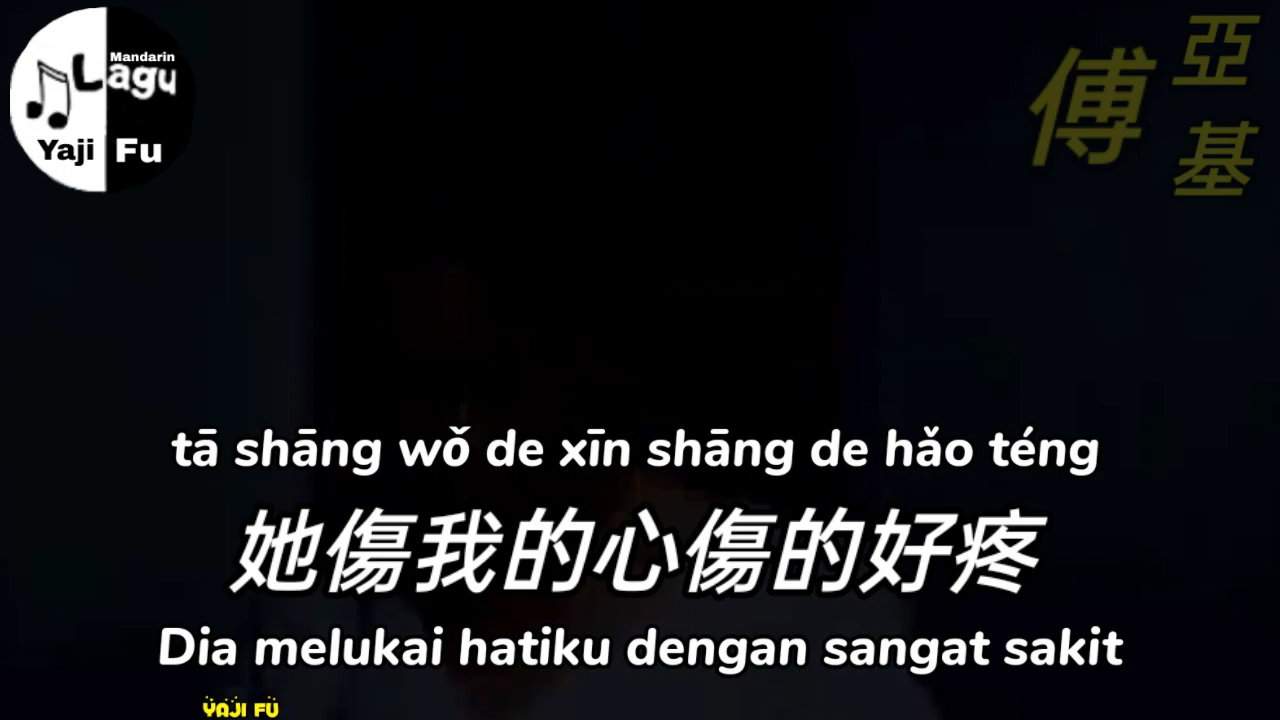 Mandarin
Lagu
Yaji Fu
傅亞基
tā shāng wǒ de xīn shāng de hǎo téng
她傷我的心傷的好疼
Dia melukai hatiku dengan sangat sakit
YAJI FU